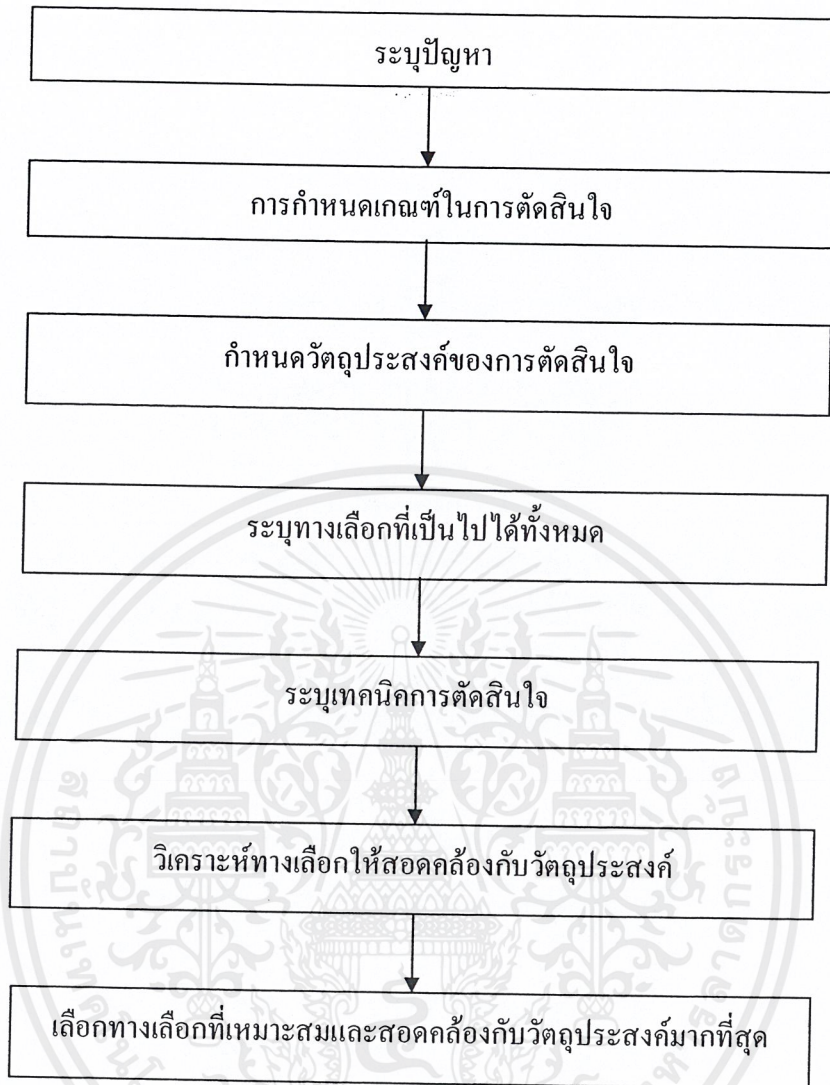 ระบุปัญหา
การกำหนดเกณฑ์ในการตัดสินใจ
กำหนดวัตถุประสงค์ของการตัดสินใจ
ระบุทางเลือกที่เป็นไปได้ทั้งหมด
ระบุเทคนิคการตัดสินใจ
วิเคราะห์ทางเลือกให้สอดคล้องกับวัตถุประสงค์
เลือกทางเลือกที่เหมาะสมและสอดคล้องกับวัตถุประสงค์มากที่สุด